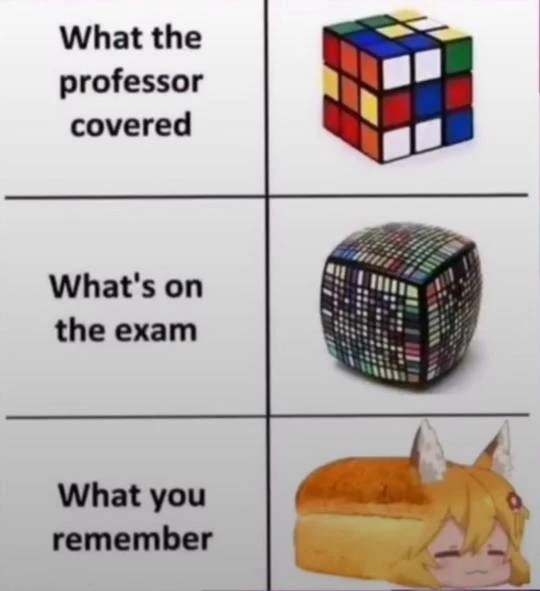 What the
professor
covered
What's on
the exam
What you
remember